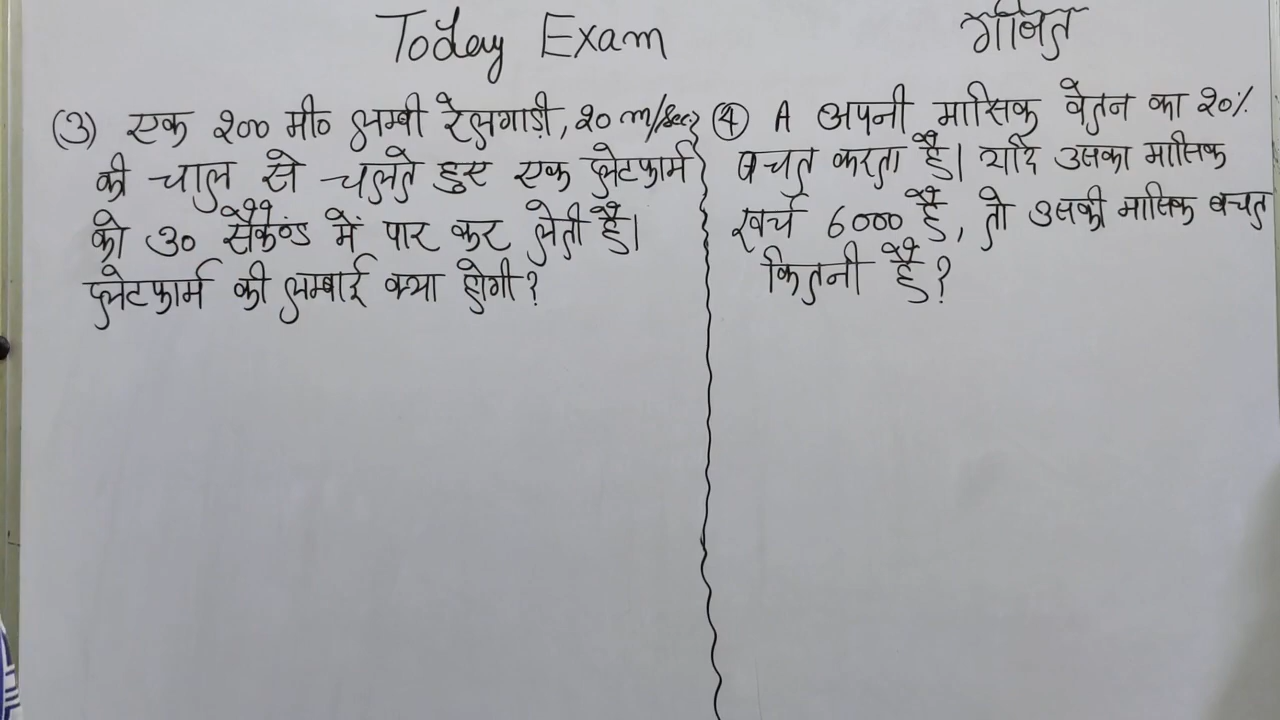 Today Exam
गणित
(3) एक 200 मी० लम्बी रेलगाड़ी, 20 m/sec
की चाल से चलते हुए एक प्लेटफार्म
को 30 सैकेण्ड में पार कर लेती है।
प्लेटफार्म की लम्बाई क्या होगी?
(4) A अपनी मासिक वेतन का 20%
बचत करता है। यदि उसका मासिक
खर्च 6000 है, तो उसकी मासिक बचत
कितनी है?